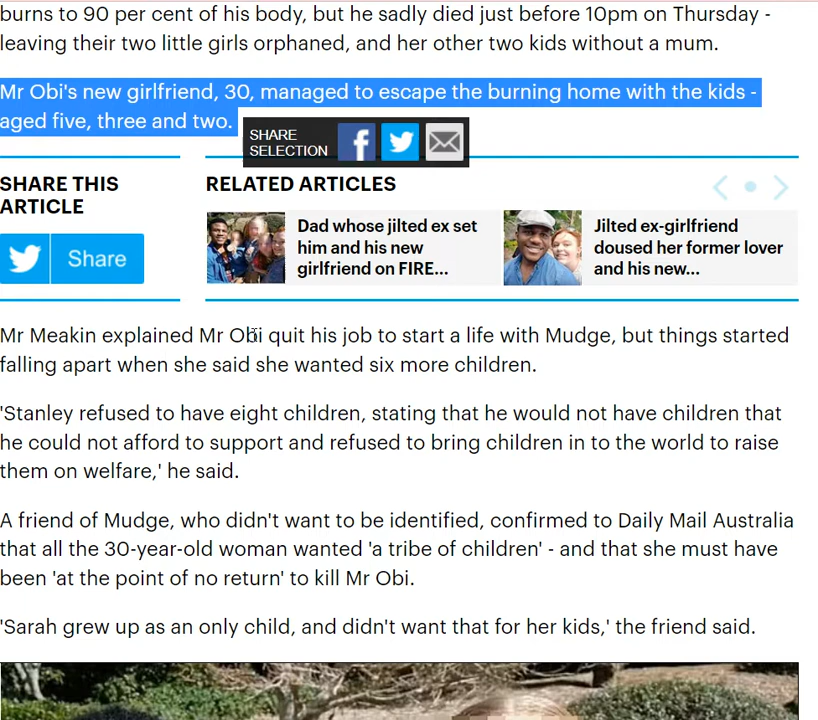 burns to 90 per cent of his body, but he sadly died just before 10pm on Thursday -
leaving their two little girls orphaned, and her other two kids without a mum.
Mr Obi's new girlfriend, 30, managed to escape the burning home with the kids -
aged five, three and two.
SHARE
SELECTION
SHARE THIS
ARTICLE
Share
RELATED ARTICLES
Dad whose jilted ex set
him and his new
girlfriend on FIRE...
Jilted ex-girlfriend
doused her former lover
and his new...
Mr Meakin explained Mr Obi quit his job to start a life with Mudge, but things started
falling apart when she said she wanted six more children.
'Stanley refused to have eight children, stating that he would not have children that
he could not afford to support and refused to bring children in to the world to raise
them on welfare,' he said.
A friend of Mudge, who didn't want to be identified, confirmed to Daily Mail Australia
that all the 30-year-old woman wanted 'a tribe of children' - and that she must have
been 'at the point of no return' to kill Mr Obi.
'Sarah grew up as an only child, and didn't want that for her kids,' the friend said.